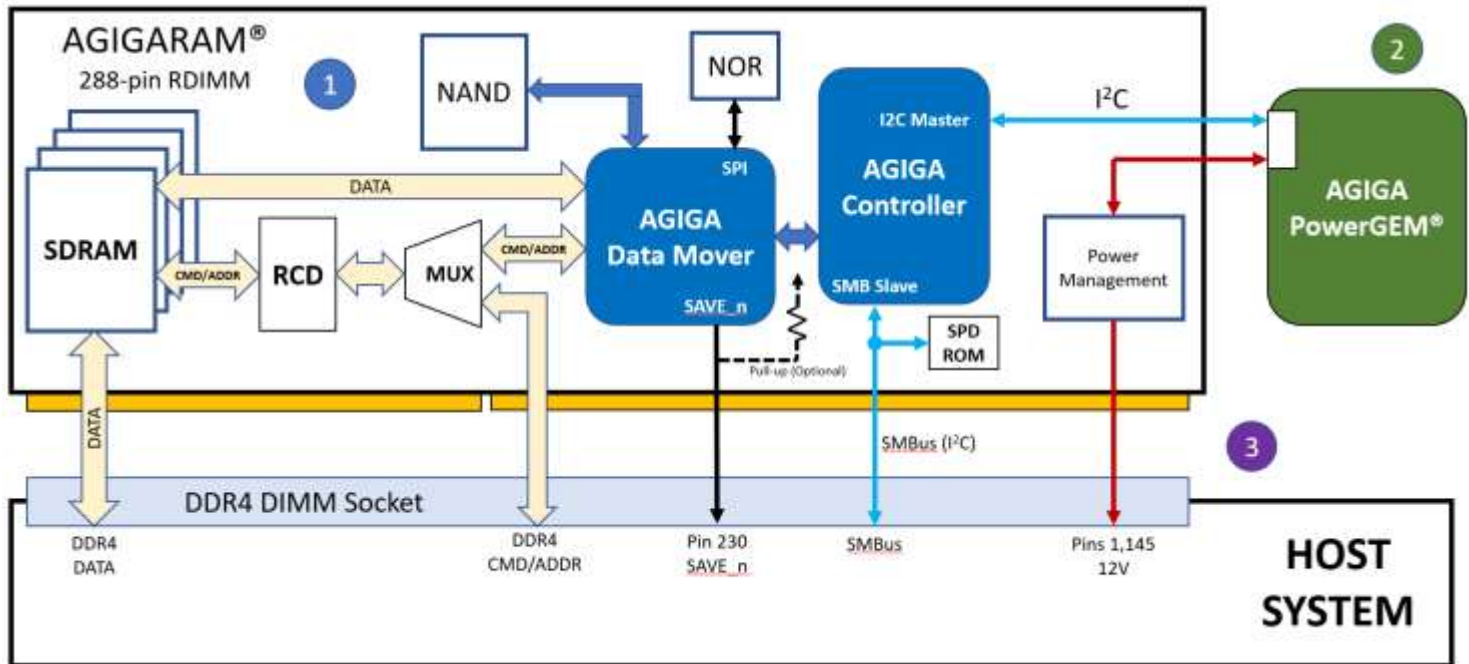 AGIGARAM®
288-pin RDIMM
1
NAND
NOR
I²C
2
I2C Master
SPI
DATA
AGIGA
Controller
AGIGA
PowerGEM®
SDRAM
CMD/ADDR
RCD
MUX
CMD/ADDR
AGIGA
Data Mover
Power
Management
SMB Slave
SAVE_n
SPD
ROM
Pull-up (Optional)
DATA
SMBus (I²C)
3
DDR4 DIMM Socket
DDR4
DATA
DDR4
CMD/ADDR
Pin 230
SAVE_n
SMBus
Pins 1,145
12V
HOST
SYSTEM